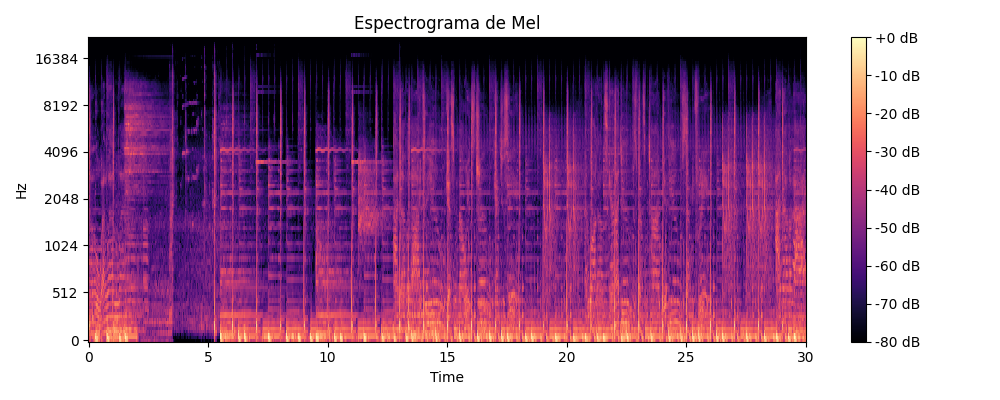 Espectrograma de Mel
Hz
16384
8192
4096
2048
1024
512
0
0 5 10 15 20 25 30
Time
+0 dB
-10 dB
-20 dB
-30 dB
-40 dB
-50 dB
-60 dB
-70 dB
-80 dB